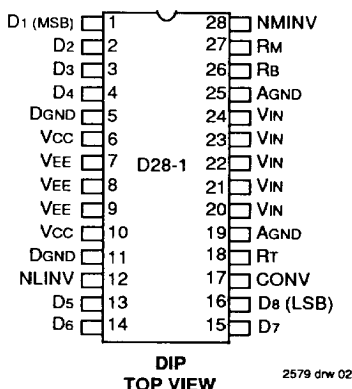 D1 (MSB) 1 28 NMINV
D2 2 27 RM
D3 3 26 RB
D4 4 25 AGND
DGND 5 24 VIN
VCC 6 23 VIN
VEE 7 D28-1 22 VIN
VEE 8 21 VIN
VEE 9 20 VIN
VCC 10 19 AGND
DGND 11 18 RT
NLINV 12 17 CONV
D5 13 16 D8 (LSB)
D6 14 15 D7
DIP
TOP VIEW
2579 drw 02